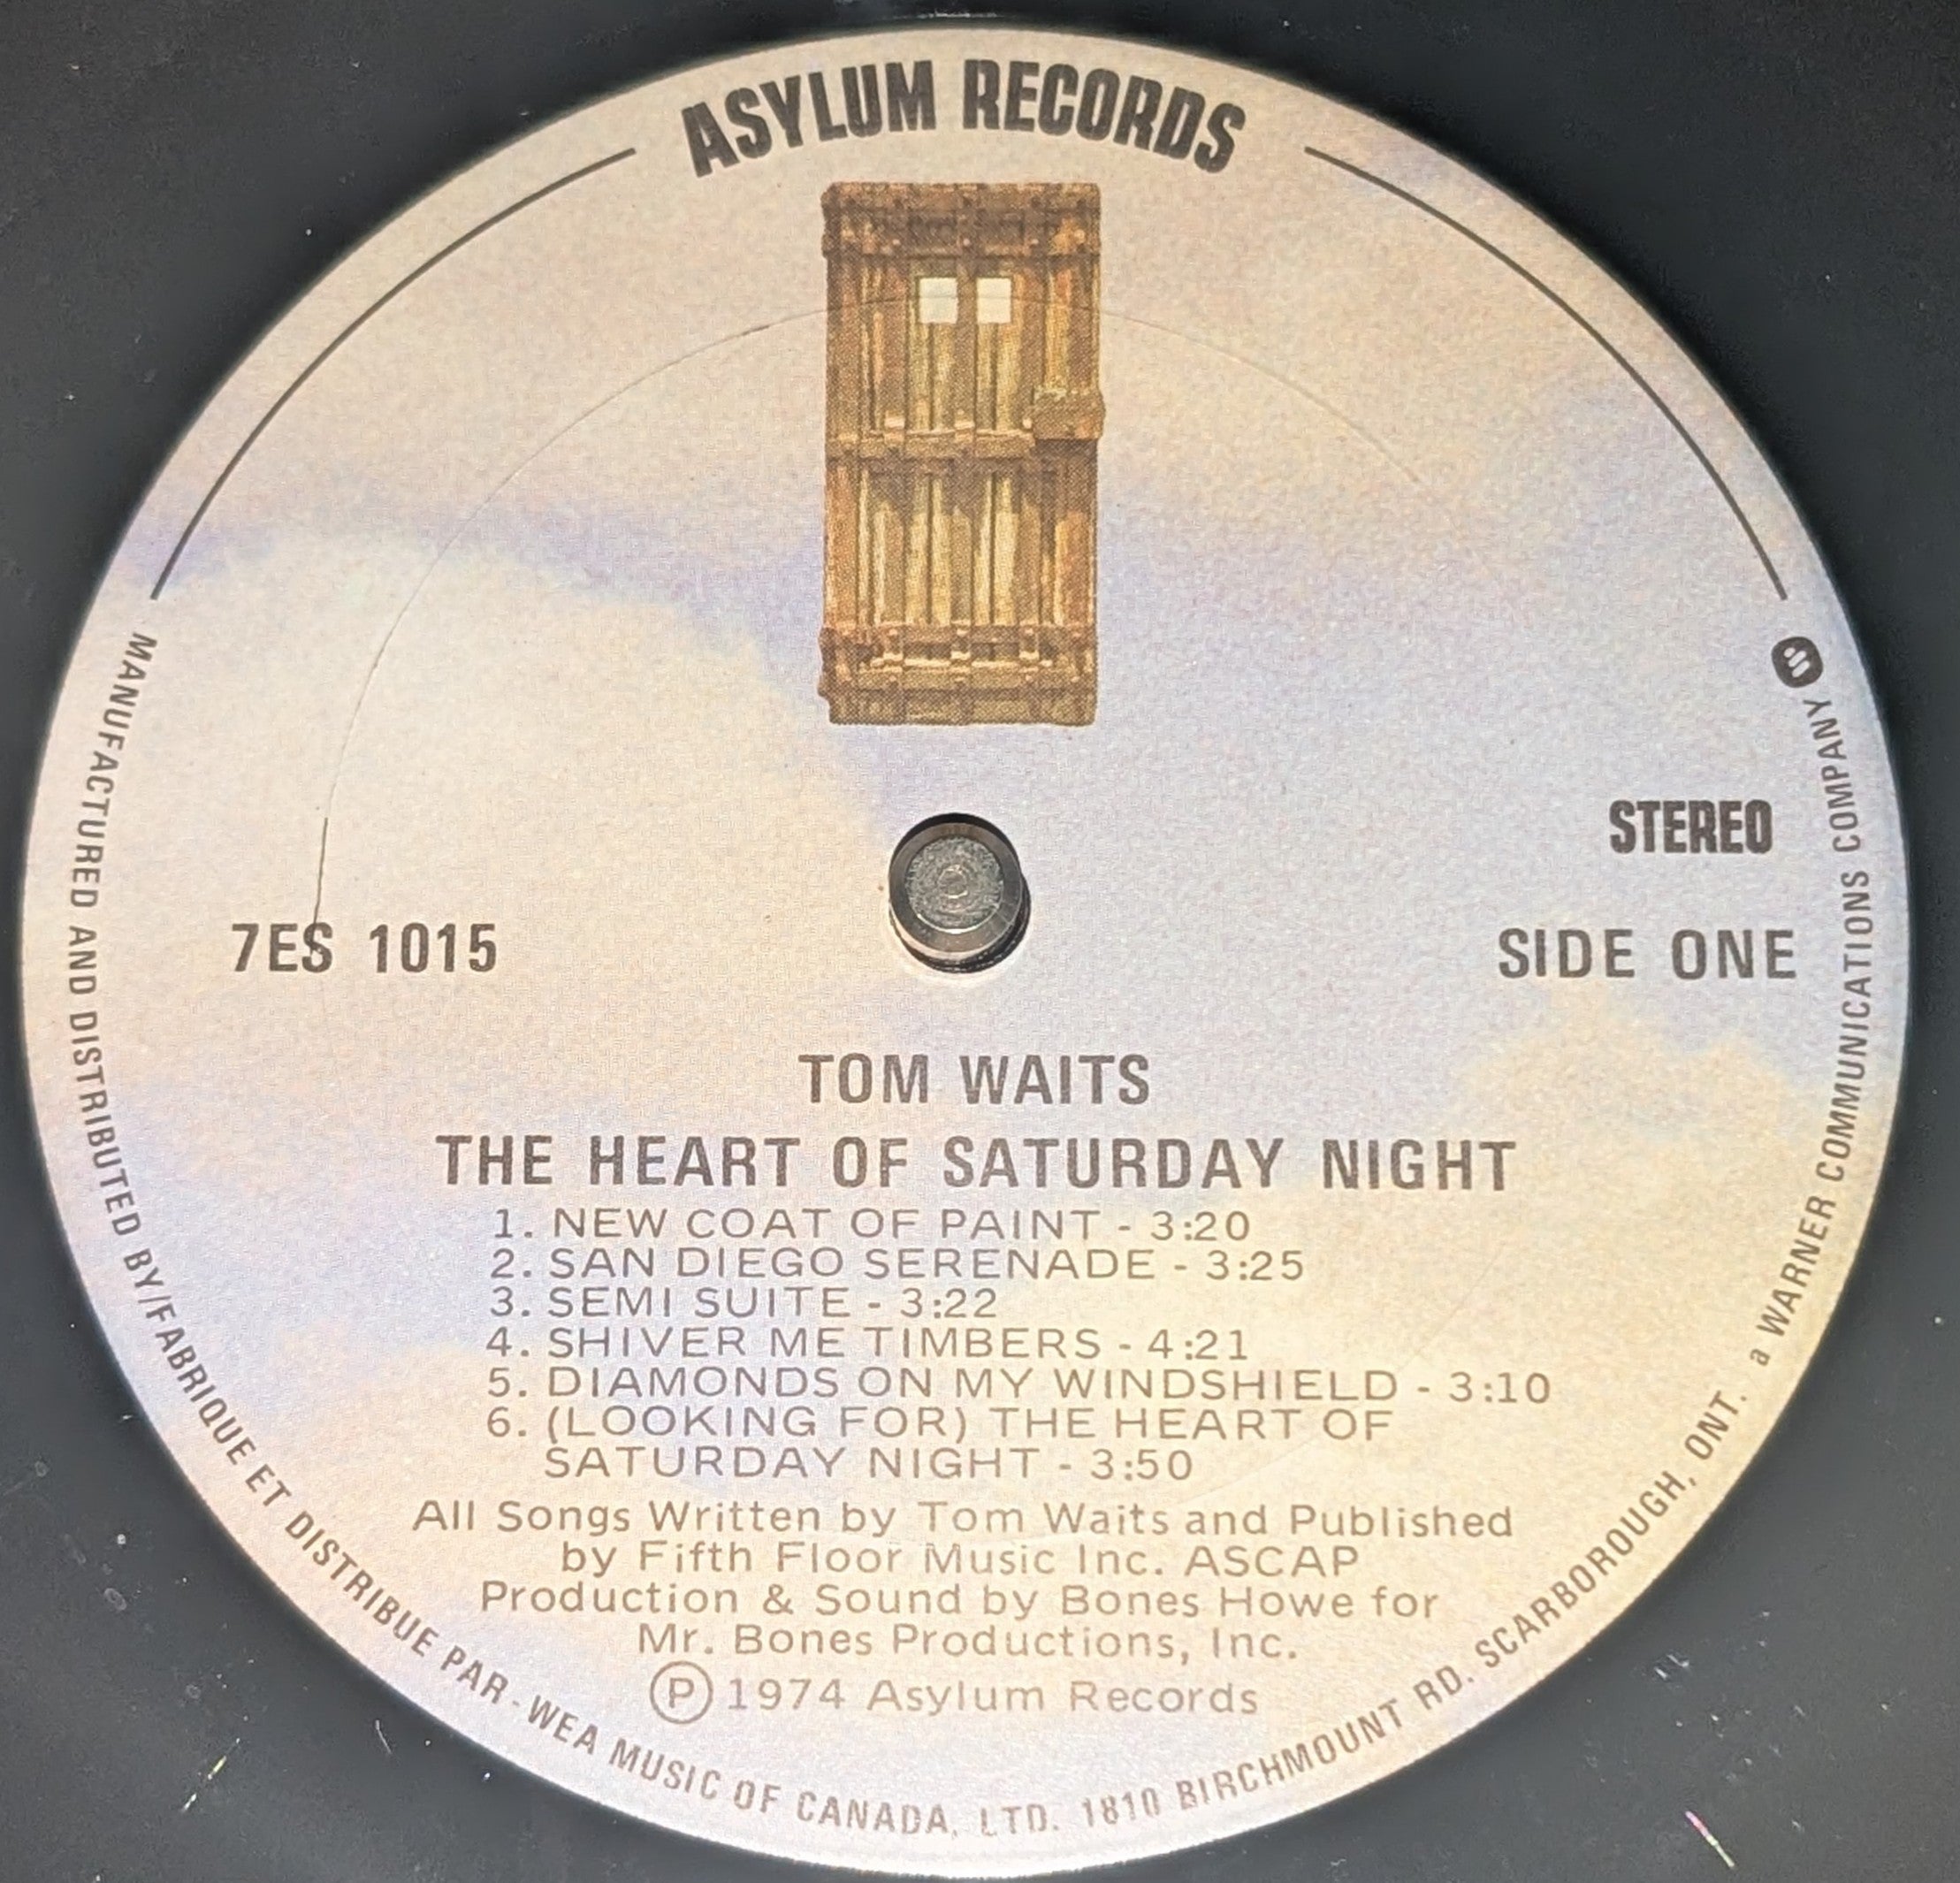 ASYLUM RECORDS
STEREO
7ES 1015
SIDE ONE
TOM WAITS
THE HEART OF SATURDAY NIGHT
1. NEW COAT OF PAINT - 3:20
2. SAN DIEGO SERENADE - 3:25
3. SEMI SUITE - 3:22
4. SHIVER ME TIMBERS - 4:21
5. DIAMONDS ON MY WINDSHIELD - 3:10
6. (LOOKING FOR) THE HEART OF
SATURDAY NIGHT - 3:50
All Songs Written by Tom Waits and Published
by Fifth Floor Music Inc. ASCAP
Production & Sound by Bones Howe for
Mr. Bones Productions, Inc.
Ⓟ 1974 Asylum Records
MANUFACTURED AND DISTRIBUTED BY/FABRIQUE ET DISTRIBUE PAR - WEA MUSIC OF CANADA, LTD. 1810 BIRCHMOUNT RD. SCARBOROUGH, ONT. a WARNER COMMUNICATIONS COMPANY